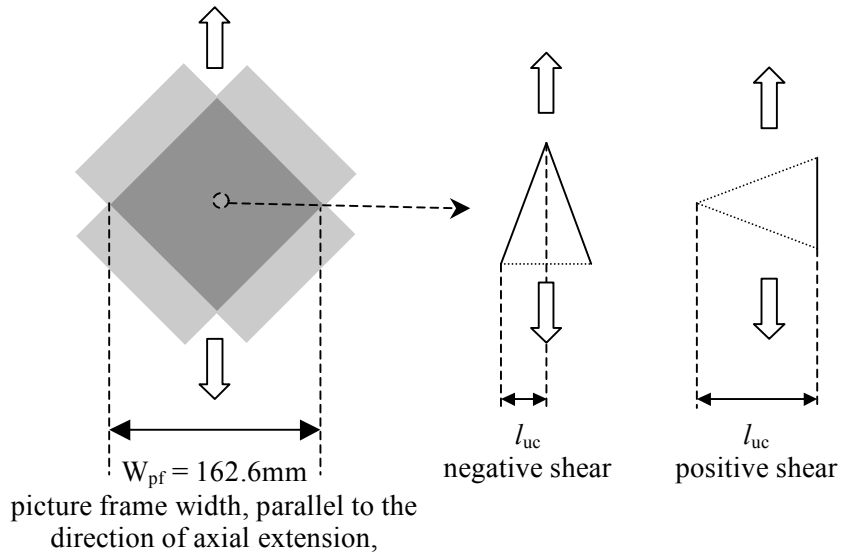 W_pf = 162.6mm
picture frame width, parallel to the
direction of axial extension,
l_uc
negative shear
l_uc
positive shear